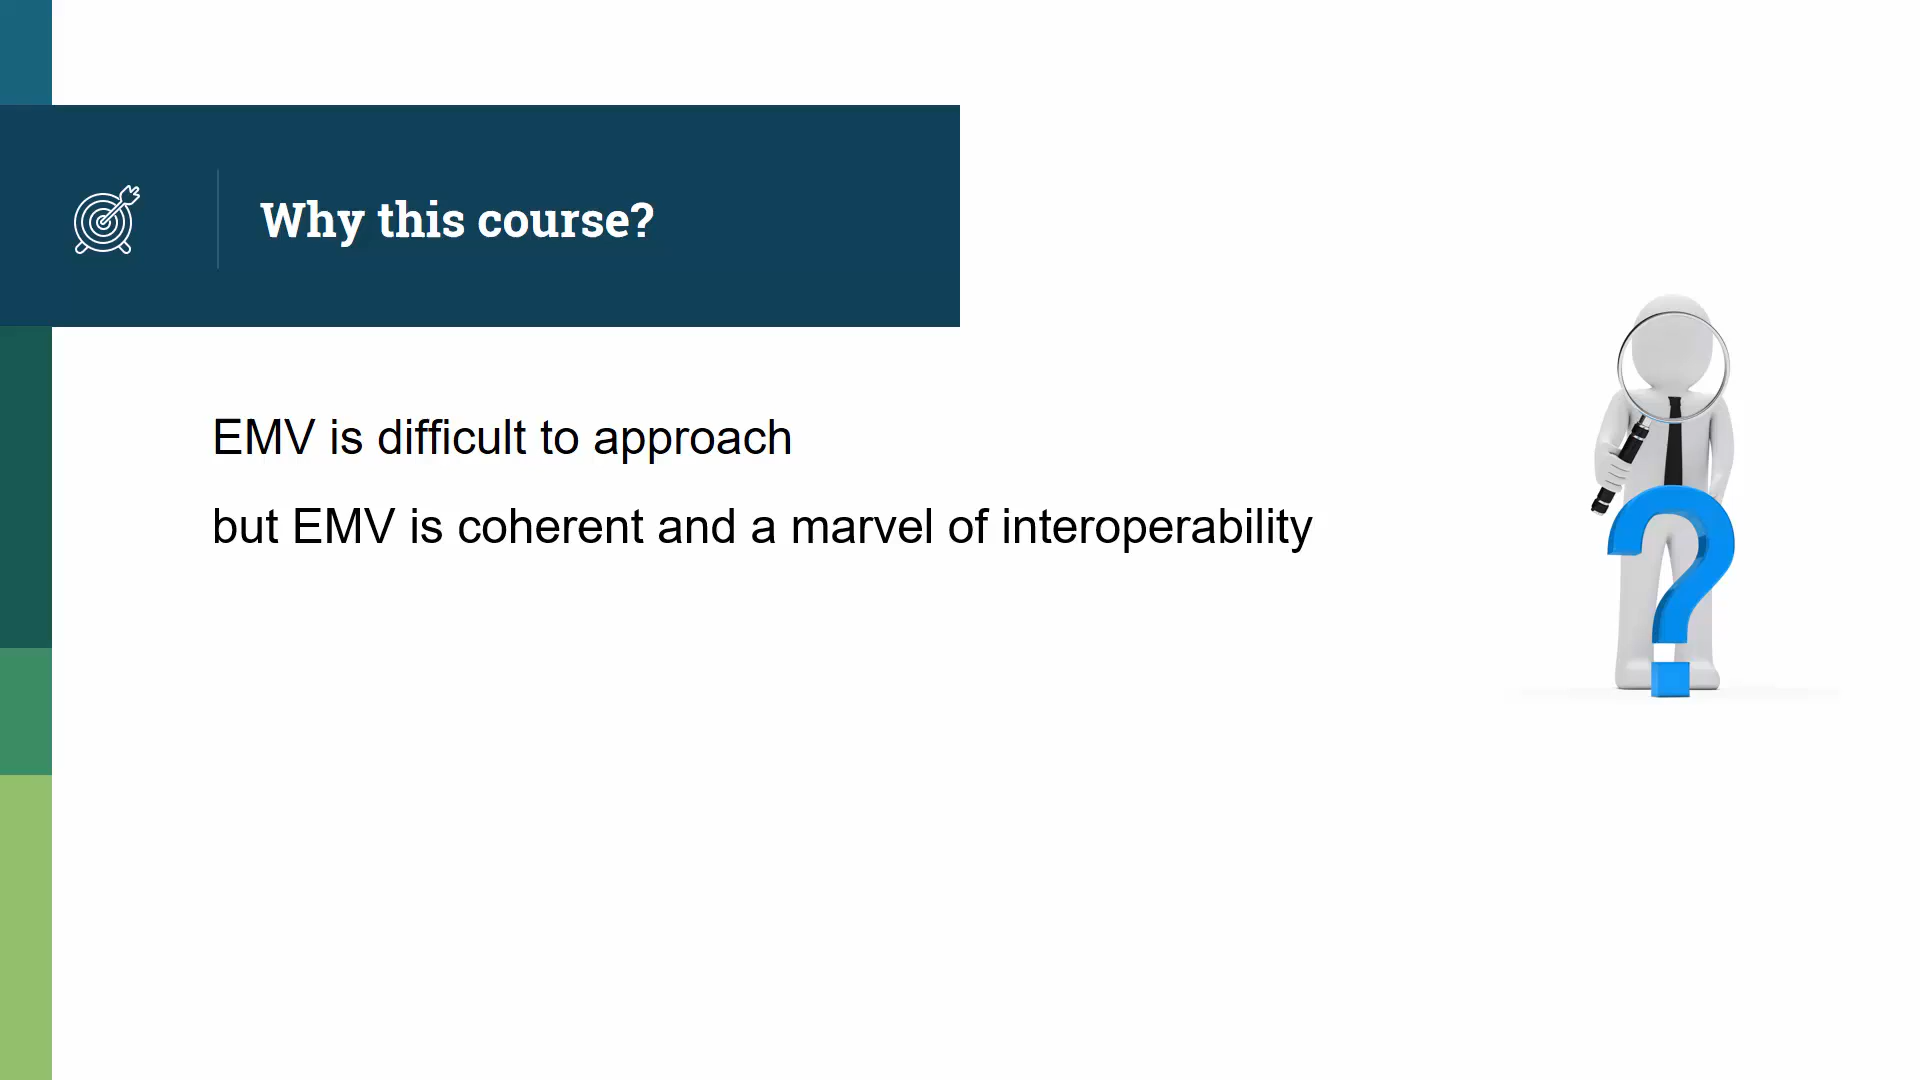 Why this course?
EMV is difficult to approach
but EMV is coherent and a marvel of interoperability